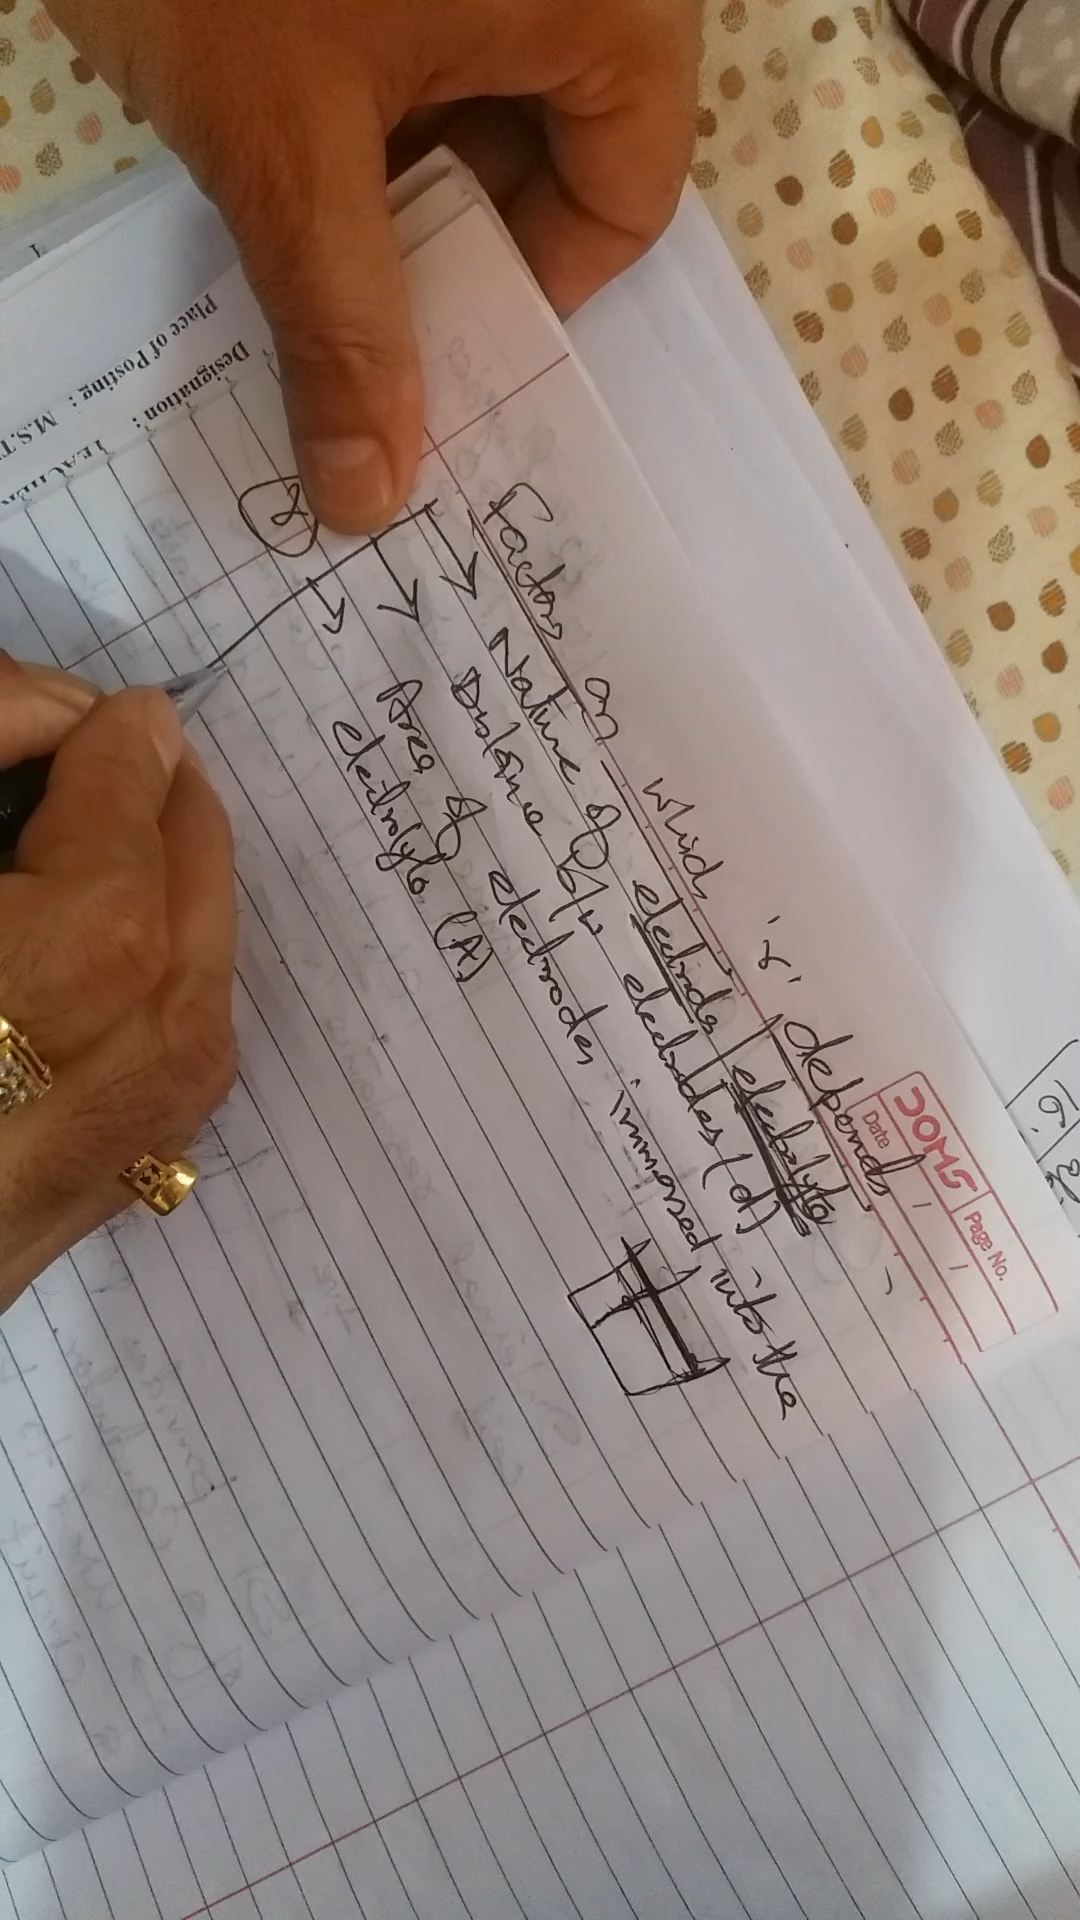 DOMS
Page No.
Date / /
Factors on which 'r' depends :-
Nature of electrode / electrolyte
Distance b/w electrodes (d)
Area of electrodes immersed into the
electrolyte (A)
r
TEACHER
Designation :
Place of Posting : M.S.T